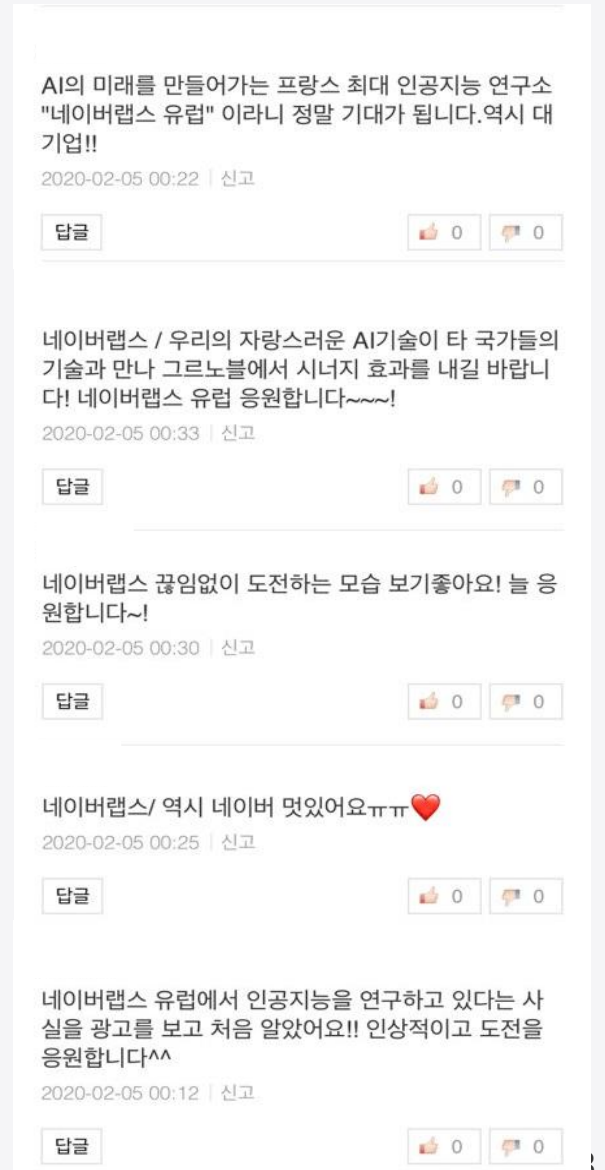 AI의 미래를 만들어가는 프랑스 최대 인공지능 연구소
"네이버랩스 유럽" 이라니 정말 기대가 됩니다.역시 대
기업!!
2020-02-05 00:22 | 신고
답글 0 0
네이버랩스 / 우리의 자랑스러운 AI기술이 타 국가들의
기술과 만나 그르노블에서 시너지 효과를 내길 바랍니
다! 네이버랩스 유럽 응원합니다~~~!
2020-02-05 00:33 | 신고
답글 0 0
네이버랩스 끊임없이 도전하는 모습 보기좋아요! 늘 응
원합니다~!
2020-02-05 00:30 | 신고
답글 0 0
네이버랩스/ 역시 네이버 멋있어요ㅠㅠ❤️
2020-02-05 00:25 | 신고
답글 0 0
네이버랩스 유럽에서 인공지능을 연구하고 있다는 사
실을 광고를 보고 처음 알았어요!! 인상적이고 도전을
응원합니다^^
2020-02-05 00:12 | 신고
답글 0 0